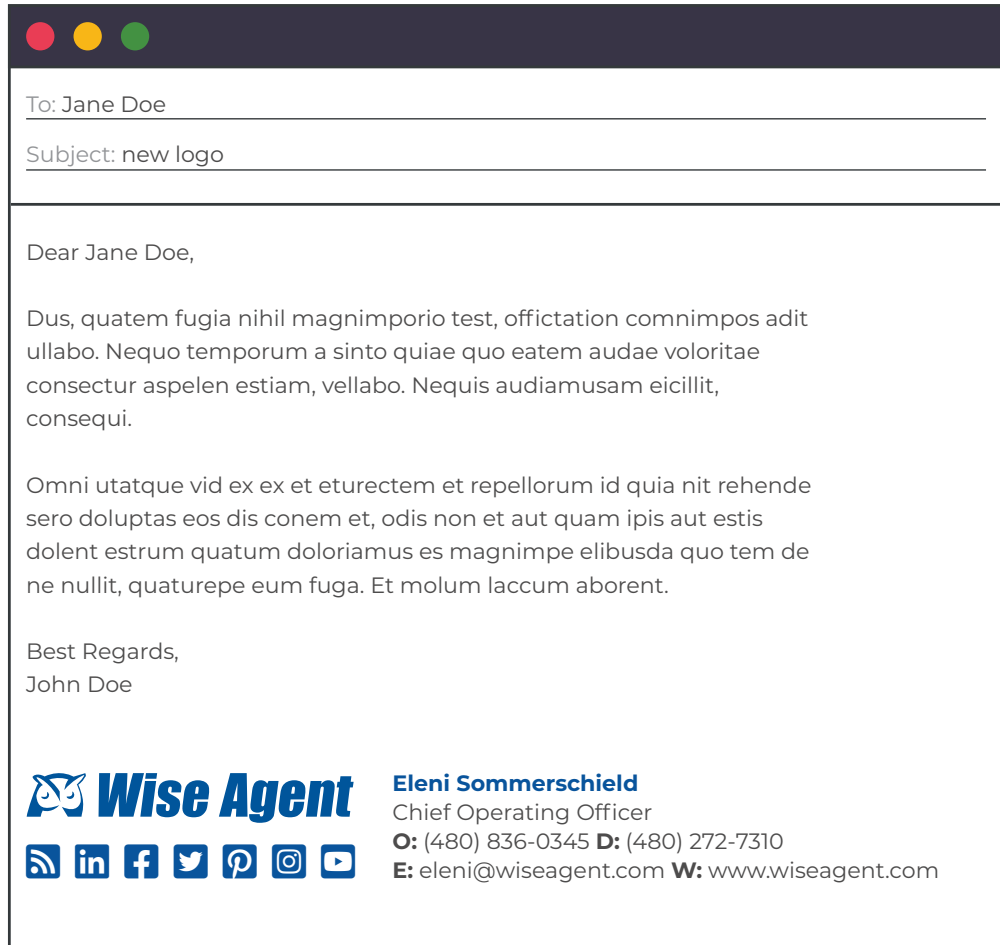 To: Jane Doe
Subject: new logo
Dear Jane Doe,
Dus, quatem fugia nihil magnimporio test, offictation comnimpos adit
ullabo. Nequo temporum a sinto quiae quo eatem audae voloritae
consectur aspelen estiam, vellabo. Nequis audiamusam eicillit,
consequi.
Omni utatque vid ex ex et eturectem et repellorum id quia nit rehende
sero doluptas eos dis conem et, odis non et aut quam ipis aut estis
dolent estrum quatum doloriamus es magnimpe elibusda quo tem de
ne nullit, quaturepe eum fuga. Et molum laccum aborent.
Best Regards,
John Doe
Wise Agent
Eleni Sommerschield
Chief Operating Officer
O: (480) 836-0345 D: (480) 272-7310
E: eleni@wiseagent.com W: www.wiseagent.com